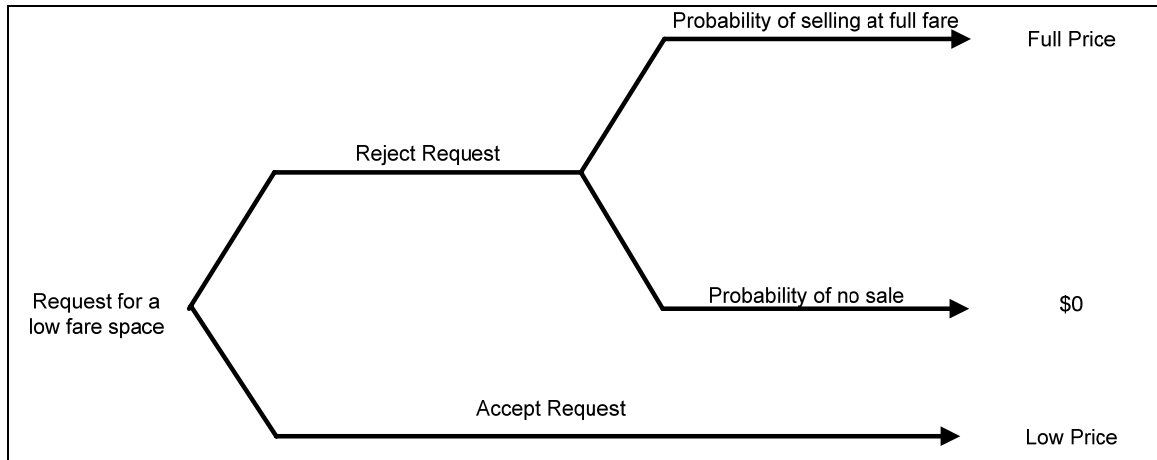 Probability of selling at full fare
Full Price
Reject Request
Request for a
low fare space
Probability of no sale
$0
Accept Request
Low Price